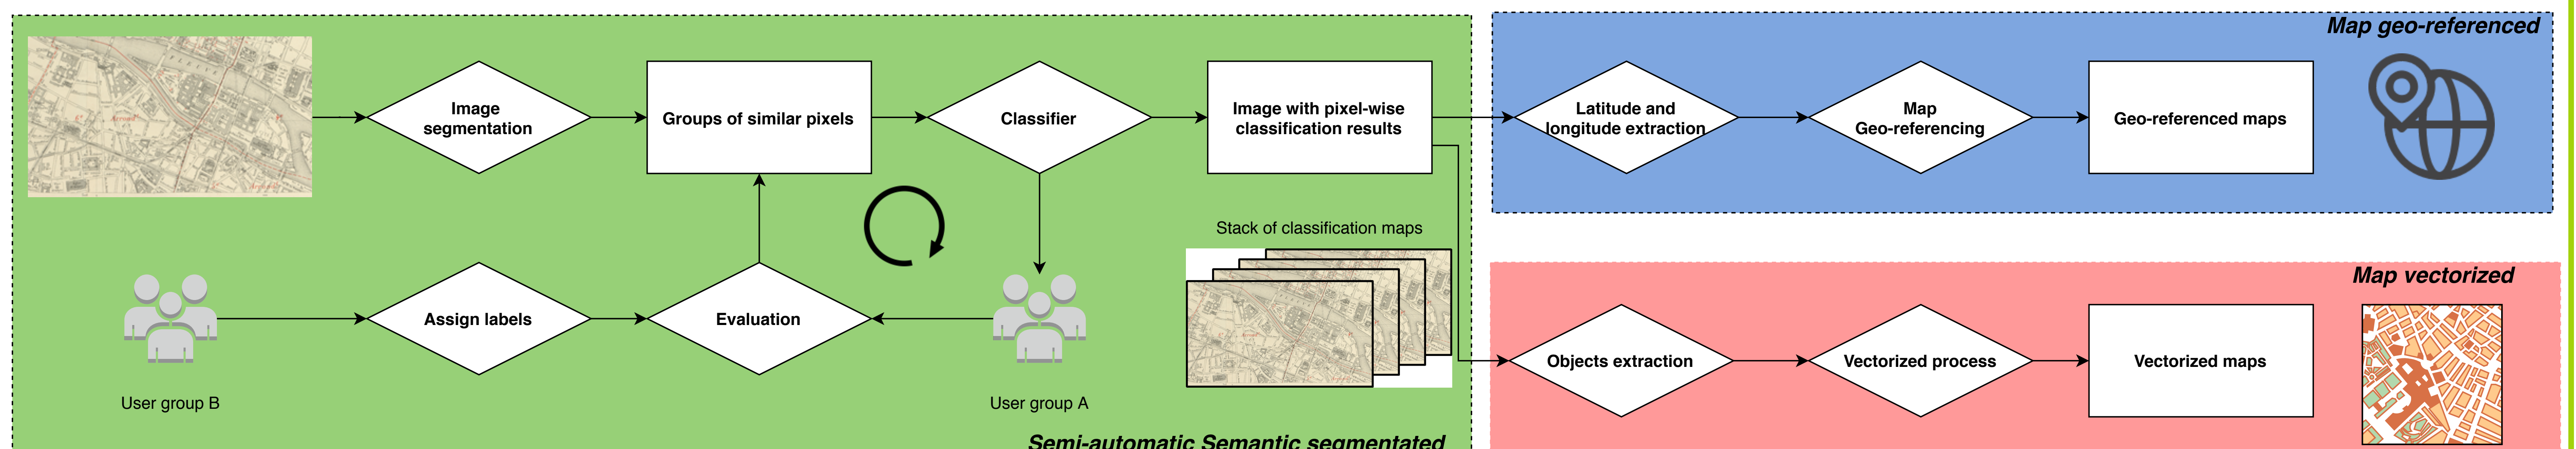 Map geo-referenced
Image
segmentation
Groups of similar pixels
Classifier
Image with pixel-wise
classification results
Latitude and
longitude extraction
Map
Geo-referencing
Geo-referenced maps
Stack of classification maps
Map vectorized
Assign labels
Evaluation
Objects extraction
Vectorized process
Vectorized maps
User group B
User group A
Semi-automatic Semantic segmentated